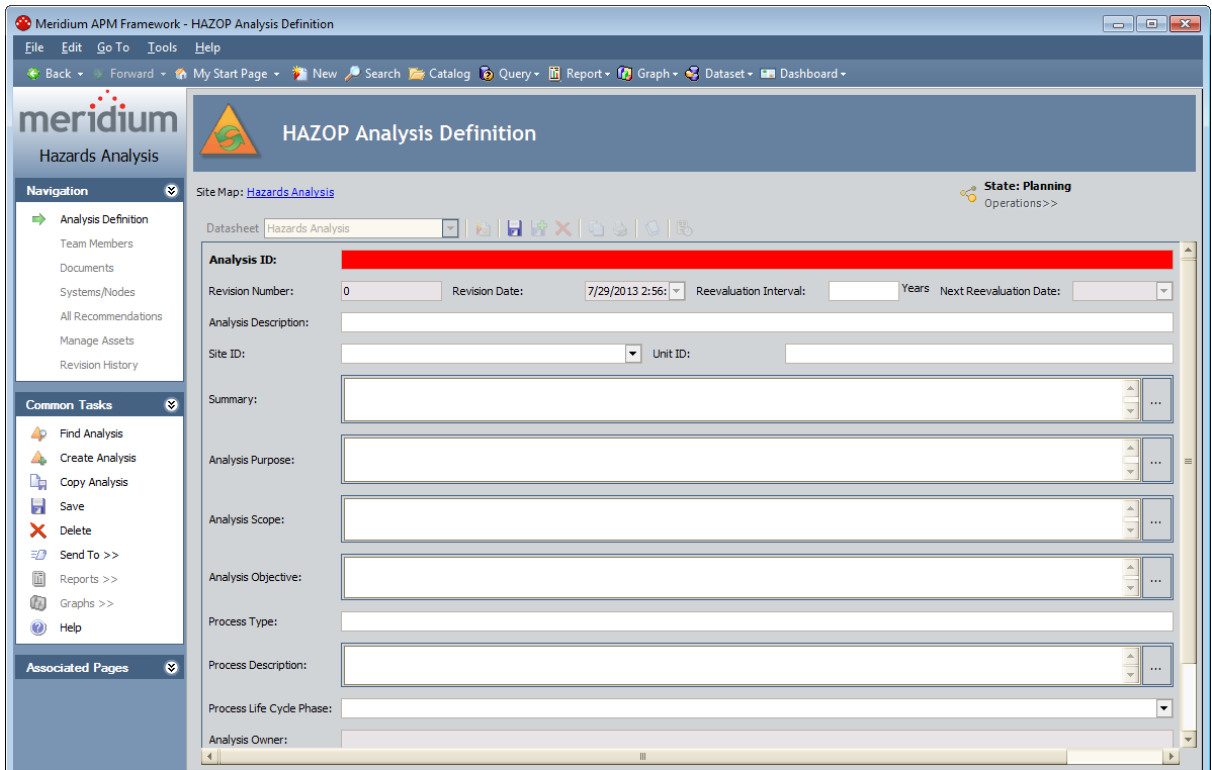 Meridium APM Framework - HAZOP Analysis Definition
File Edit Go To Tools Help
Back Forward My Start Page New Search Catalog Query Report Graph Dataset Dashboard
meridium
Hazards Analysis
HAZOP Analysis Definition
Navigation
Analysis Definition
Team Members
Documents
Systems/Nodes
All Recommendations
Manage Assets
Revision History
Common Tasks
Find Analysis
Create Analysis
Copy Analysis
Save
Delete
Send To >>
Reports >>
Graphs >>
Help
Associated Pages
Site Map: Hazards Analysis
State: Planning
Operations>>
Datasheet Hazards Analysis
Analysis ID:
Revision Number: 0 Revision Date: 7/29/2013 2:56: Reevaluation Interval: Years Next Reevaluation Date:
Analysis Description:
Site ID: Unit ID:
Summary: ...
Analysis Purpose: ...
Analysis Scope: ...
Analysis Objective: ...
Process Type:
Process Description: ...
Process Life Cycle Phase:
Analysis Owner: